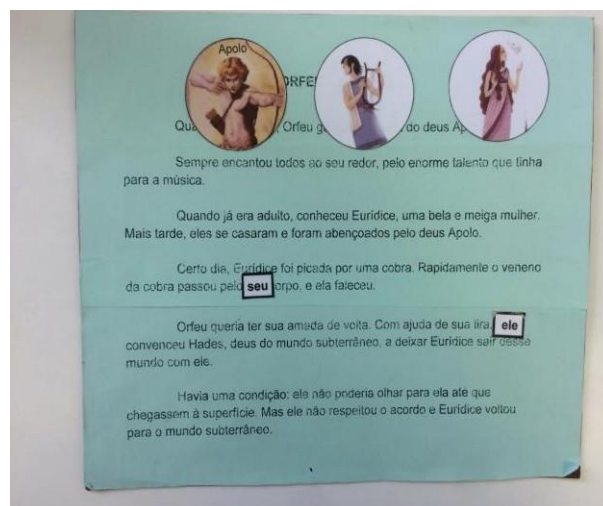 Apolo
ORFE
Qua Orfeu g do deus Ap
Sempre encantou todos ao seu redor, pelo enorme talento que tinha
para a música.
Quando já era adulto, conheceu Eurídice, uma bela e meiga mulher.
Mais tarde, eles se casaram e foram abençoados pelo deus Apolo.
Certo dia, Eurídice foi picada por uma cobra. Rapidamente o veneno
da cobra passou pelo seu orpo, e ela faleceu.
Orfeu queria ter sua amada de volta. Com ajuda de sua lira, ele
convenceu Hades, deus do mundo subterrâneo, a deixar Eurídice sair desse
mundo com ele.
Havia uma condição: ele não poderia olhar para ela até que
chegassem à superfície. Mas ele não respeitou o acordo e Eurídice voltou
para o mundo subterrâneo.